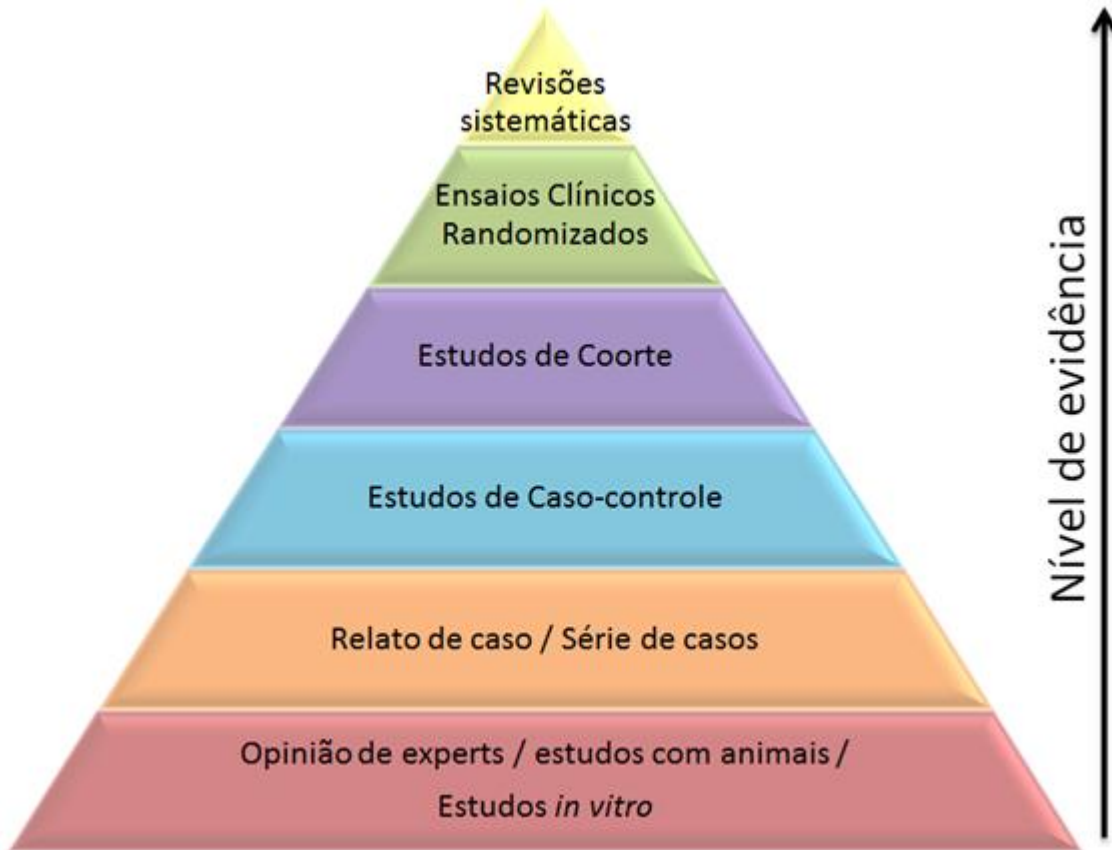 Revisões
sistemáticas
Ensaios Clínicos
Randomizados
Estudos de Coorte
Estudos de Caso-controle
Relato de caso / Série de casos
Opinião de experts / estudos com animais /
Estudos in vitro
Nível de evidência